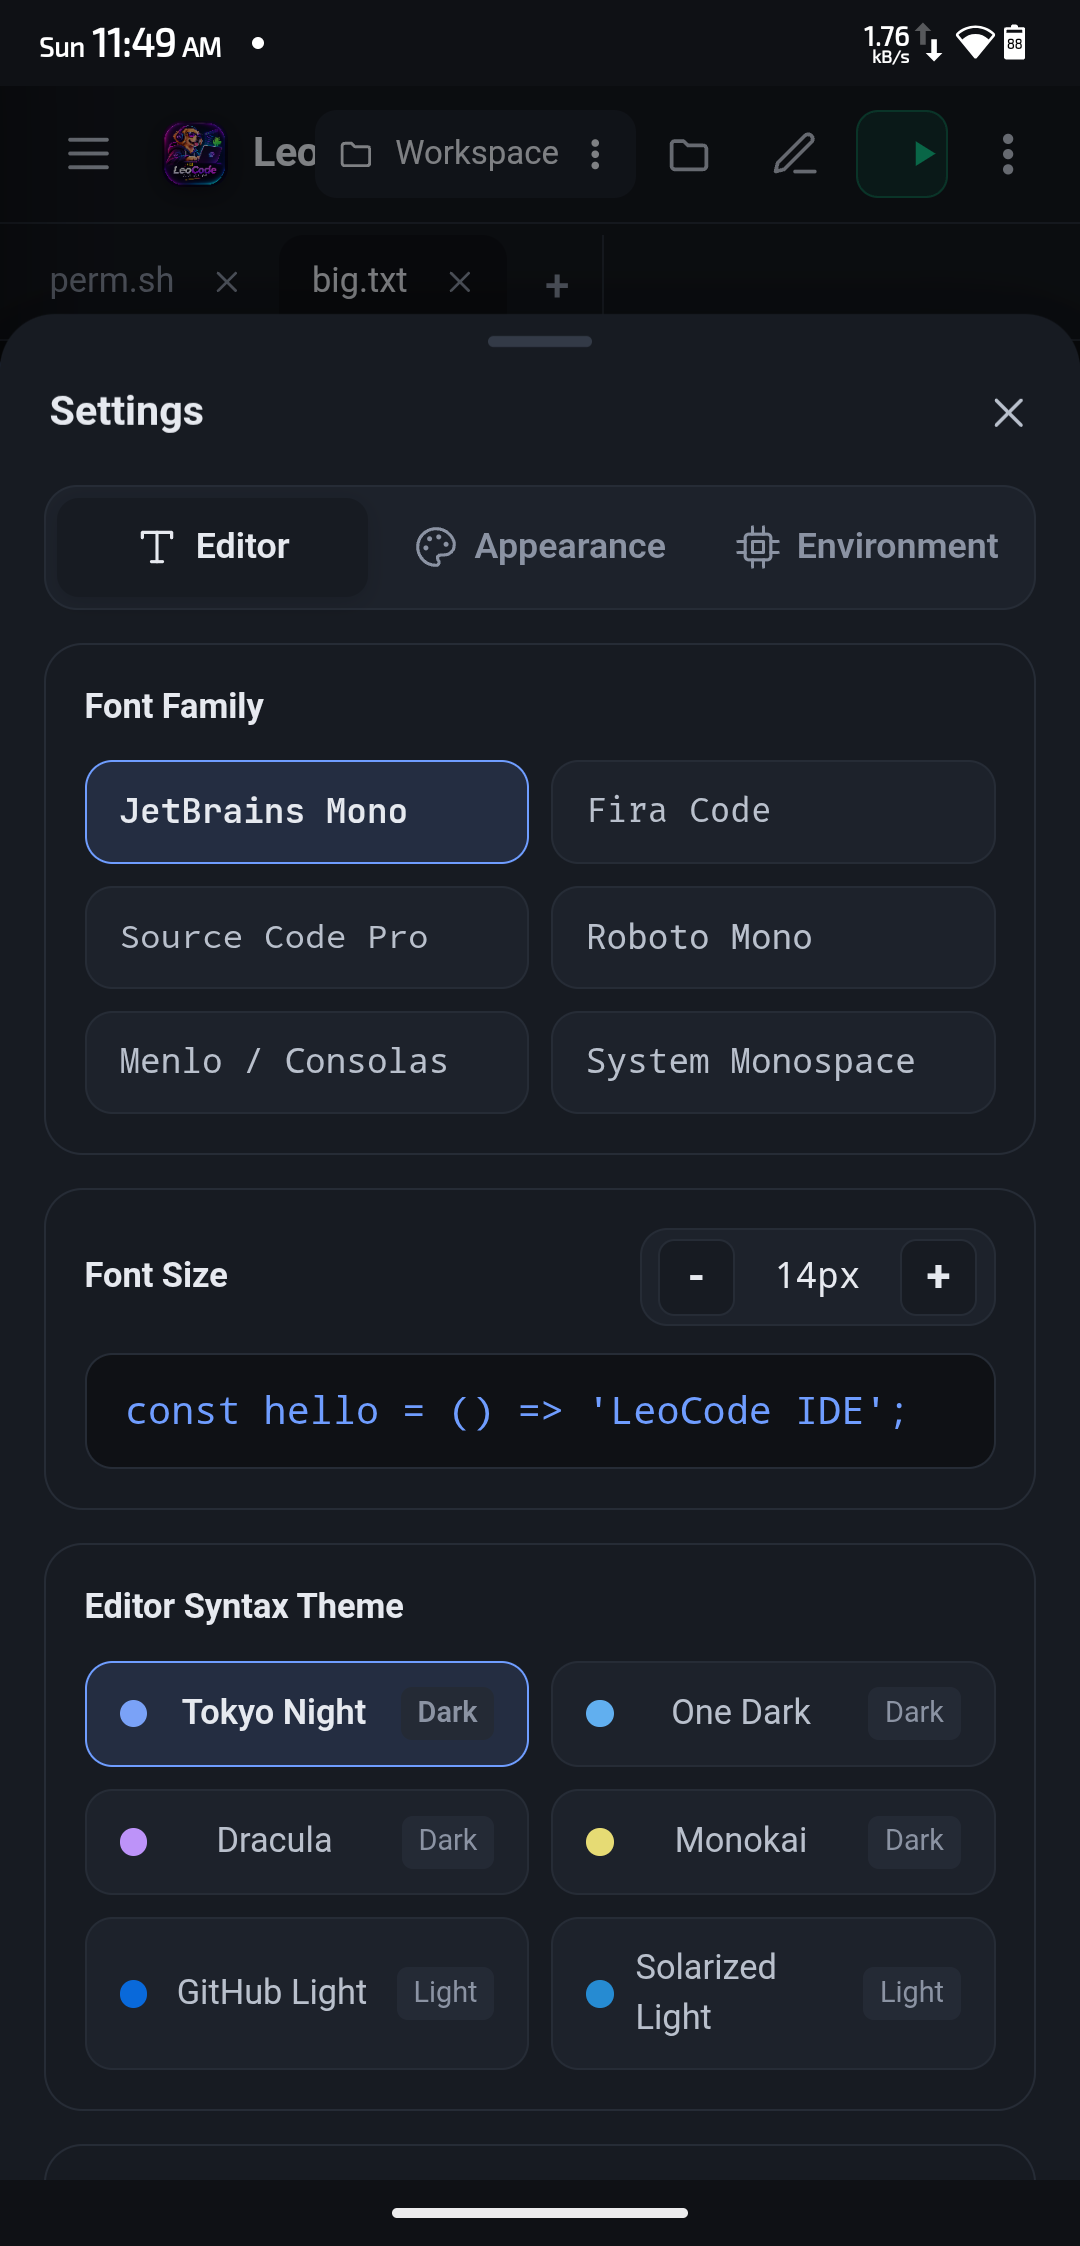 Sun 11:49 AM
1.76
kB/s
88
LeoCode
Leo
Workspace
perm.sh
big.txt
+
Settings
Editor
Appearance
Environment
Font Family
JetBrains Mono
Fira Code
Source Code Pro
Roboto Mono
Menlo / Consolas
System Monospace
Font Size
- 14px +
const hello = () => 'LeoCode IDE';
Editor Syntax Theme
Tokyo Night Dark
One Dark Dark
Dracula Dark
Monokai Dark
GitHub Light Light
Solarized
Light
Light